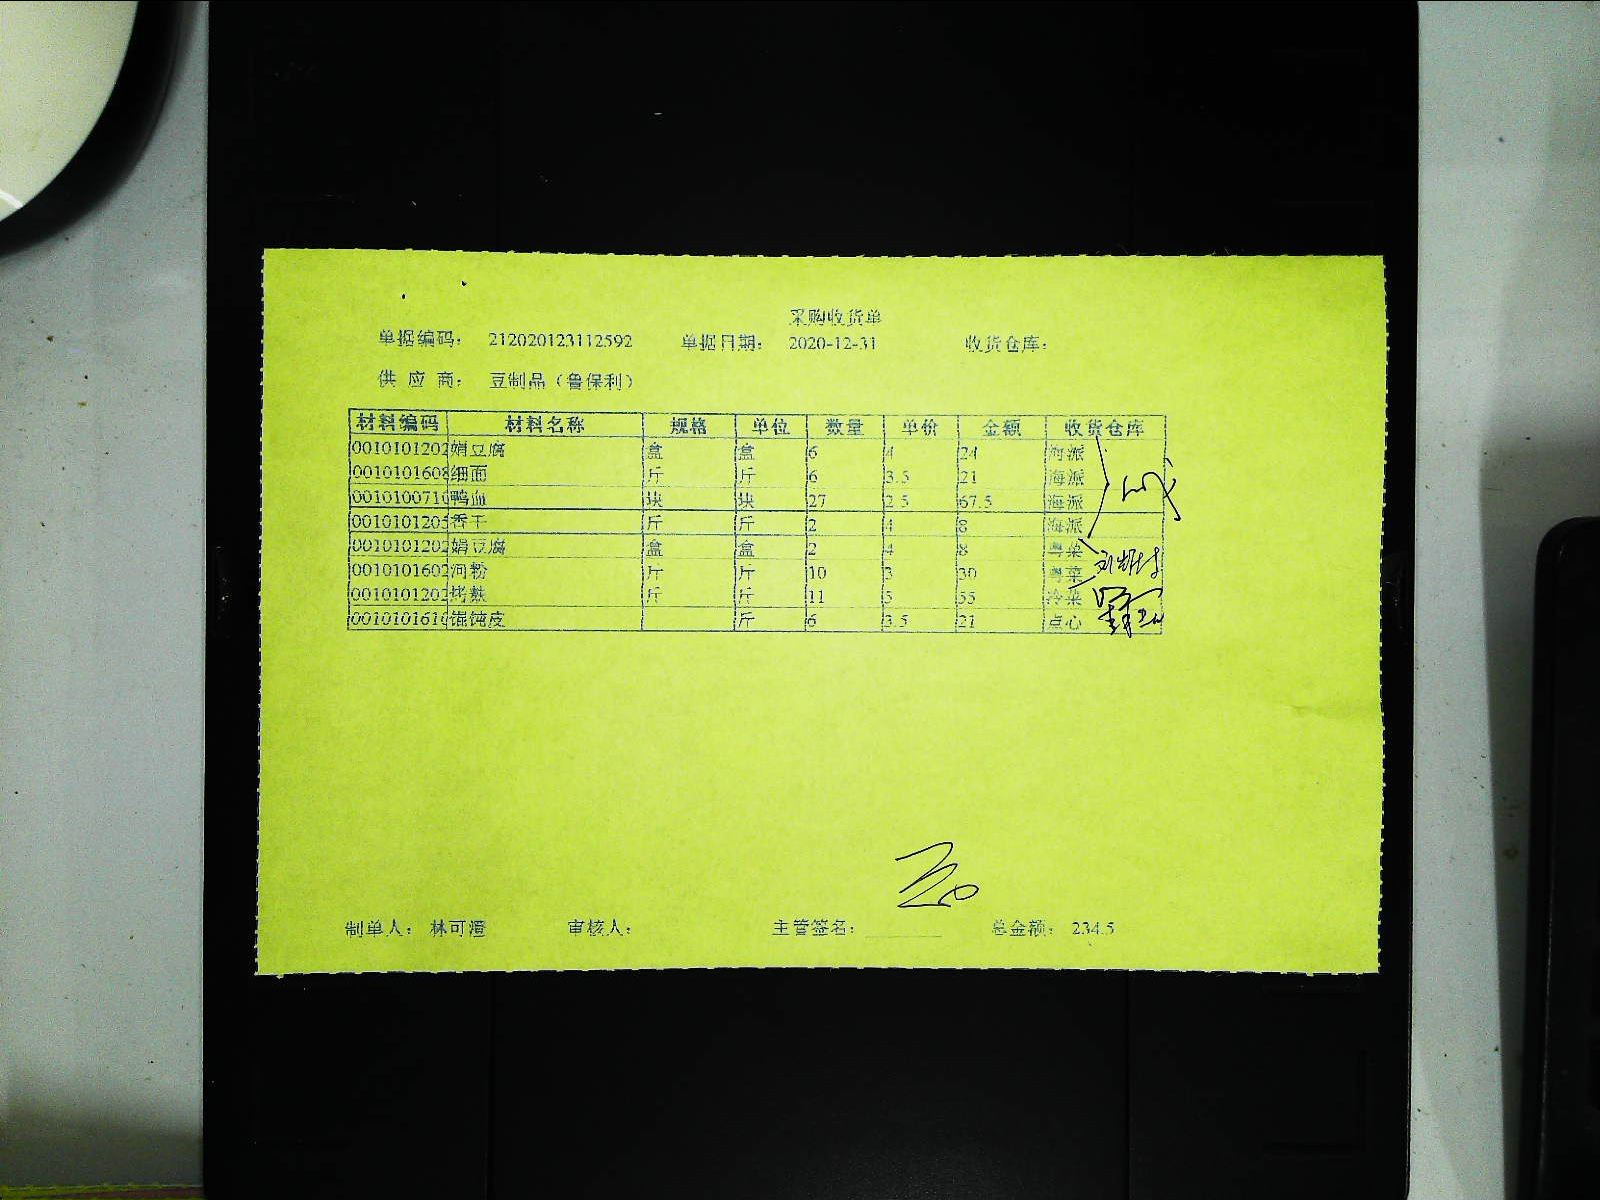 采购收货单
单据编码： 212020123112592 单据日期： 2020-12-31 收货仓库：
供 应 商： 豆制品（鲁保利）
材料编码 材料名称 规格 单位 数量 单价 金额 收货仓库
0010101202 娟豆腐 盒 盒 6 4 24 海派
0010101608 细面 斤 斤 6 3.5 21 海派
0010100710 鸭血 块 块 27 2.5 67.5 海派
0010101205 香干 斤 斤 2 4 8 海派
0010101202 娟豆腐 盒 盒 2 4 8 粤菜
0010101602 河粉 斤 斤 10 3 30 粤菜
0010101202 烤麸 斤 斤 11 5 55 冷菜
0010101610 馄饨皮 斤 6 3.5 21 点心
制单人： 林可澄 审核人： 主管签名： 总金额： 234.5